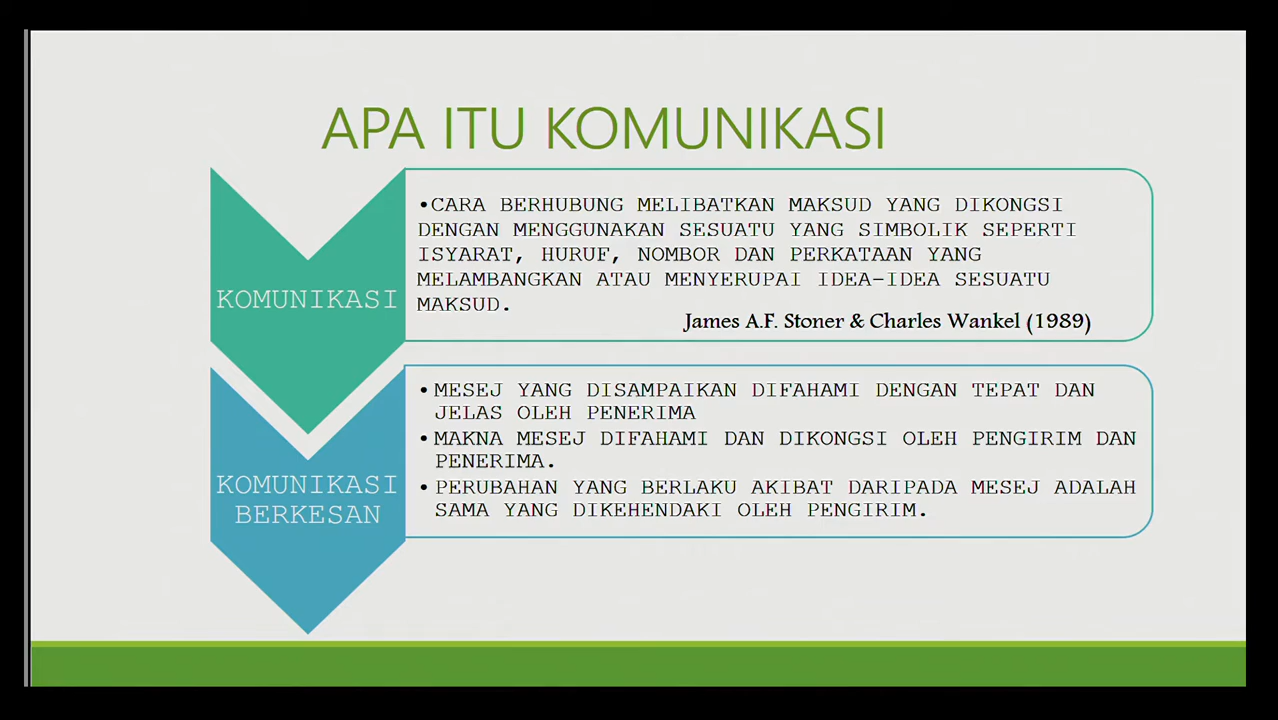 APA ITU KOMUNIKASI
KOMUNIKASI
•CARA BERHUBUNG MELIBATKAN MAKSUD YANG DIKONGSI
DENGAN MENGGUNAKAN SESUATU YANG SIMBOLIK SEPERTI
ISYARAT, HURUF, NOMBOR DAN PERKATAAN YANG
MELAMBANGKAN ATAU MENYERUPAI IDEA-IDEA SESUATU
MAKSUD.
James A.F. Stoner & Charles Wankel (1989)
KOMUNIKASI
BERKESAN
•MESEJ YANG DISAMPAIKAN DIFAHAMI DENGAN TEPAT DAN
JELAS OLEH PENERIMA
•MAKNA MESEJ DIFAHAMI DAN DIKONGSI OLEH PENGIRIM DAN
PENERIMA.
•PERUBAHAN YANG BERLAKU AKIBAT DARIPADA MESEJ ADALAH
SAMA YANG DIKEHENDAKI OLEH PENGIRIM.